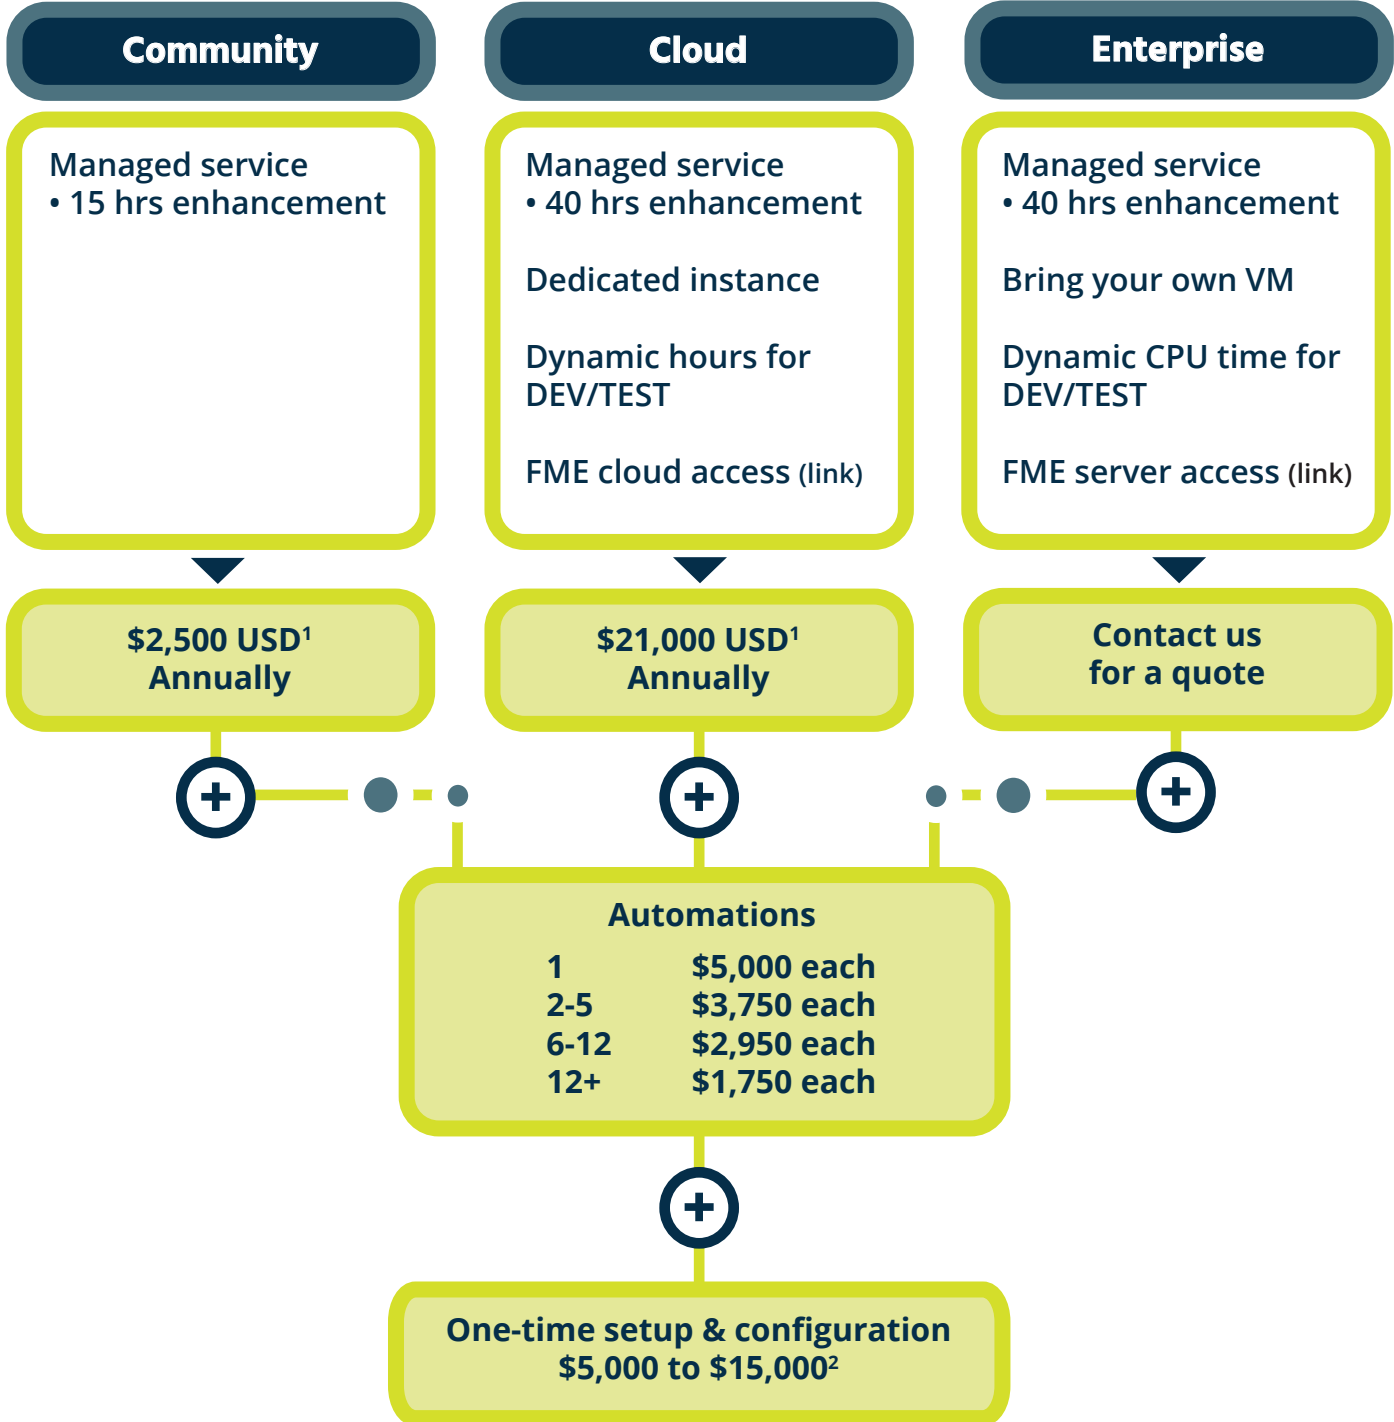 Community
Managed service
• 15 hrs enhancement
$2,500 USD¹
Annually
Cloud
Managed service
• 40 hrs enhancement
Dedicated instance
Dynamic hours for
DEV/TEST
FME cloud access (link)
$21,000 USD¹
Annually
Enterprise
Managed service
• 40 hrs enhancement
Bring your own VM
Dynamic CPU time for
DEV/TEST
FME server access (link)
Contact us
for a quote
+
+
+
Automations
1 $5,000 each
2-5 $3,750 each
6-12 $2,950 each
12+ $1,750 each
+
One-time setup & configuration
$5,000 to $15,000²